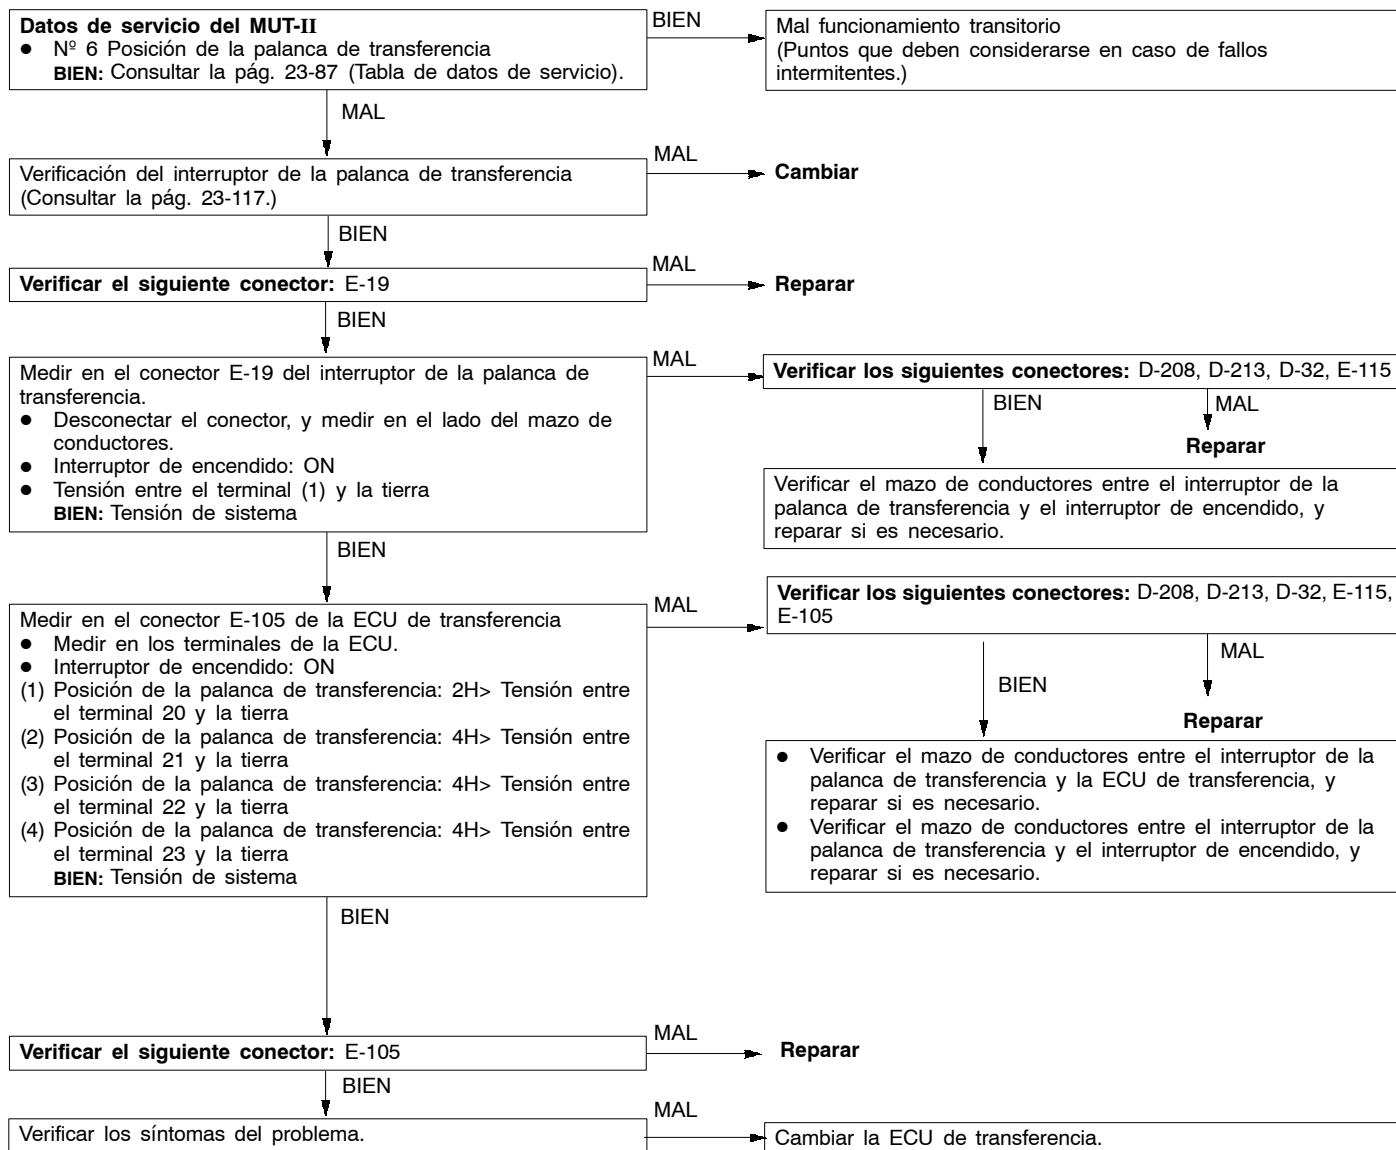 Datos de servicio del MUT-II
● Nº 6 Posición de la palanca de transferencia
BIEN: Consultar la pág. 23-87 (Tabla de datos de servicio).
BIEN
Mal funcionamiento transitorio
(Puntos que deben considerarse en caso de fallos
intermitentes.)
MAL
Verificación del interruptor de la palanca de transferencia
(Consultar la pág. 23-117.)
MAL
Cambiar
BIEN
Verificar el siguiente conector: E-19
MAL
Reparar
BIEN
Medir en el conector E-19 del interruptor de la palanca de
transferencia.
● Desconectar el conector, y medir en el lado del mazo de
conductores.
● Interruptor de encendido: ON
● Tensión entre el terminal (1) y la tierra
BIEN: Tensión de sistema
MAL
Verificar los siguientes conectores: D-208, D-213, D-32, E-115
BIEN
MAL
Reparar
Verificar el mazo de conductores entre el interruptor de la
palanca de transferencia y el interruptor de encendido, y
reparar si es necesario.
BIEN
Medir en el conector E-105 de la ECU de transferencia
● Medir en los terminales de la ECU.
● Interruptor de encendido: ON
(1) Posición de la palanca de transferencia: 2H> Tensión entre
el terminal 20 y la tierra
(2) Posición de la palanca de transferencia: 4H> Tensión entre
el terminal 21 y la tierra
(3) Posición de la palanca de transferencia: 4H> Tensión entre
el terminal 22 y la tierra
(4) Posición de la palanca de transferencia: 4H> Tensión entre
el terminal 23 y la tierra
BIEN: Tensión de sistema
MAL
Verificar los siguientes conectores: D-208, D-213, D-32, E-115,
E-105
BIEN
MAL
Reparar
● Verificar el mazo de conductores entre el interruptor de la
palanca de transferencia y la ECU de transferencia, y
reparar si es necesario.
● Verificar el mazo de conductores entre el interruptor de la
palanca de transferencia y el interruptor de encendido, y
reparar si es necesario.
BIEN
Verificar el siguiente conector: E-105
MAL
Reparar
BIEN
Verificar los síntomas del problema.
MAL
Cambiar la ECU de transferencia.